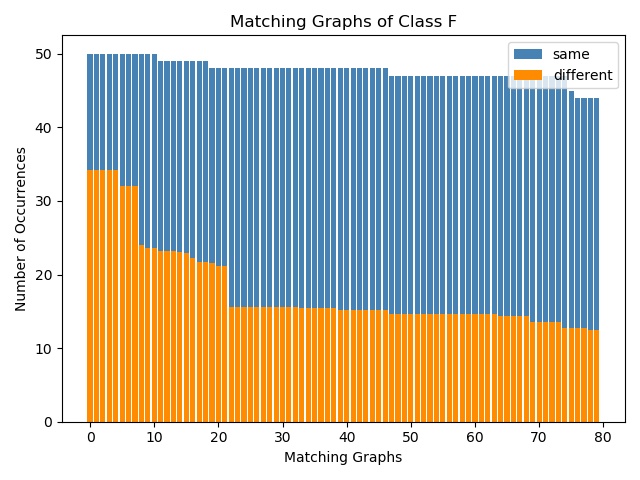 Matching Graphs of Class F
same
different
Number of Occurrences
50
40
30
20
10
0
0 10 20 30 40 50 60 70 80
Matching Graphs